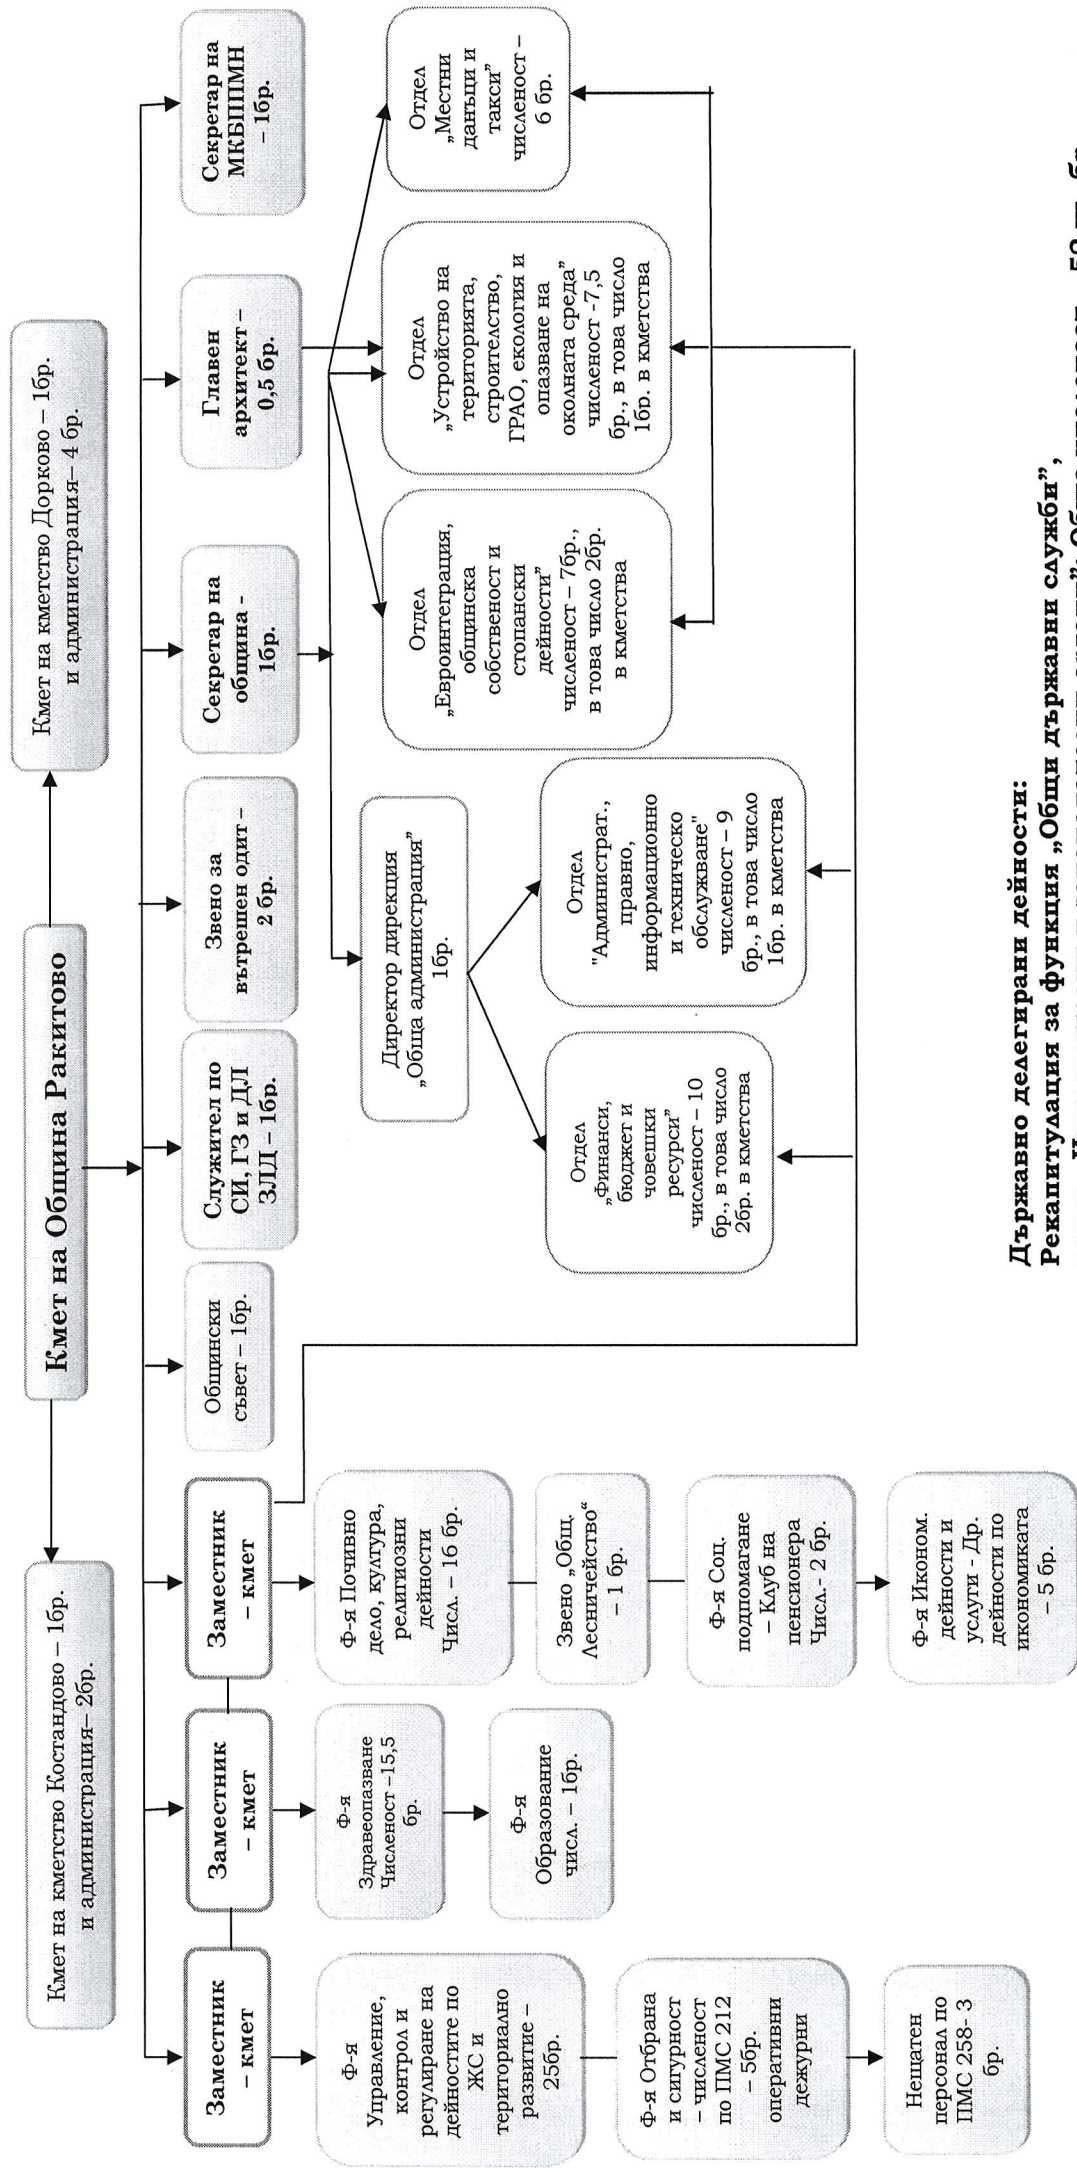 Кмет на Община Ракитово
Кмет на кметство Костандово – 1бр.
и администрация– 2бр.
Кмет на кметство Дорково – 1бр.
и администрация– 4 бр.
Заместник
– кмет
Заместник
– кмет
Заместник
– кмет
Общински
съвет – 1бр.
Служител по
СИ, ГЗ и ДЛ
ЗЛД – 1бр.
Звено за
вътрешен одит –
2 бр.
Секретар на
община -
1бр.
Главен
архитект –
0,5 бр.
Секретар на
МКБППМН
– 1бр.
Ф-я
Управление,
контрол и
регулиране на
дейностите по
ЖС и
териториално
развитие –
25бр.
Ф-я Отбрана
и сигурност
– численост
по ПМС 212
– 5бр.
оперативни
дежурни
Нещатен
персонал по
ПМС 258- 3
бр.
Ф-я
Здравеопазване
Численост –15,5
бр.
Ф-я
Образование
числ. – 1бр.
Ф-я Почивно
дело, култура,
религиозни
дейности
Числ. – 16 бр.
Звено „Общ.
Лесничейство“
– 1 бр.
Ф-я Соц.
подпомагане
– Клуб на
пенсионера
Числ.- 2 бр.
Ф-я Иконом.
дейности и
услуги - Др.
дейности по
икономиката
– 5 бр.
Директор дирекция
„Обща администрация”
1бр.
Отдел
„Финанси,
бюджет и
човешки
ресурси”
численост – 10
бр., в това число
2бр. в кметства
Отдел
"Администрат.,
правно,
информационно
и техническо
обслужване"
численост – 9
бр., в това число
1бр. в кметства
Отдел
„Евроинтеграция,
общинска
собственост и
стопански
дейности”
численост – 7бр.,
в това число 2бр.
в кметства
Отдел
„Устройство на
територията,
строителство,
ГРАО, екология и
опазване на
околната среда”
численост -7,5
бр., в това число
1бр. в кметства
Отдел
„Местни
данъци и
такси”
численост –
6 бр.
Държавно делегирани дейности:
Рекапитулация за функция „Общи държавни служби”,